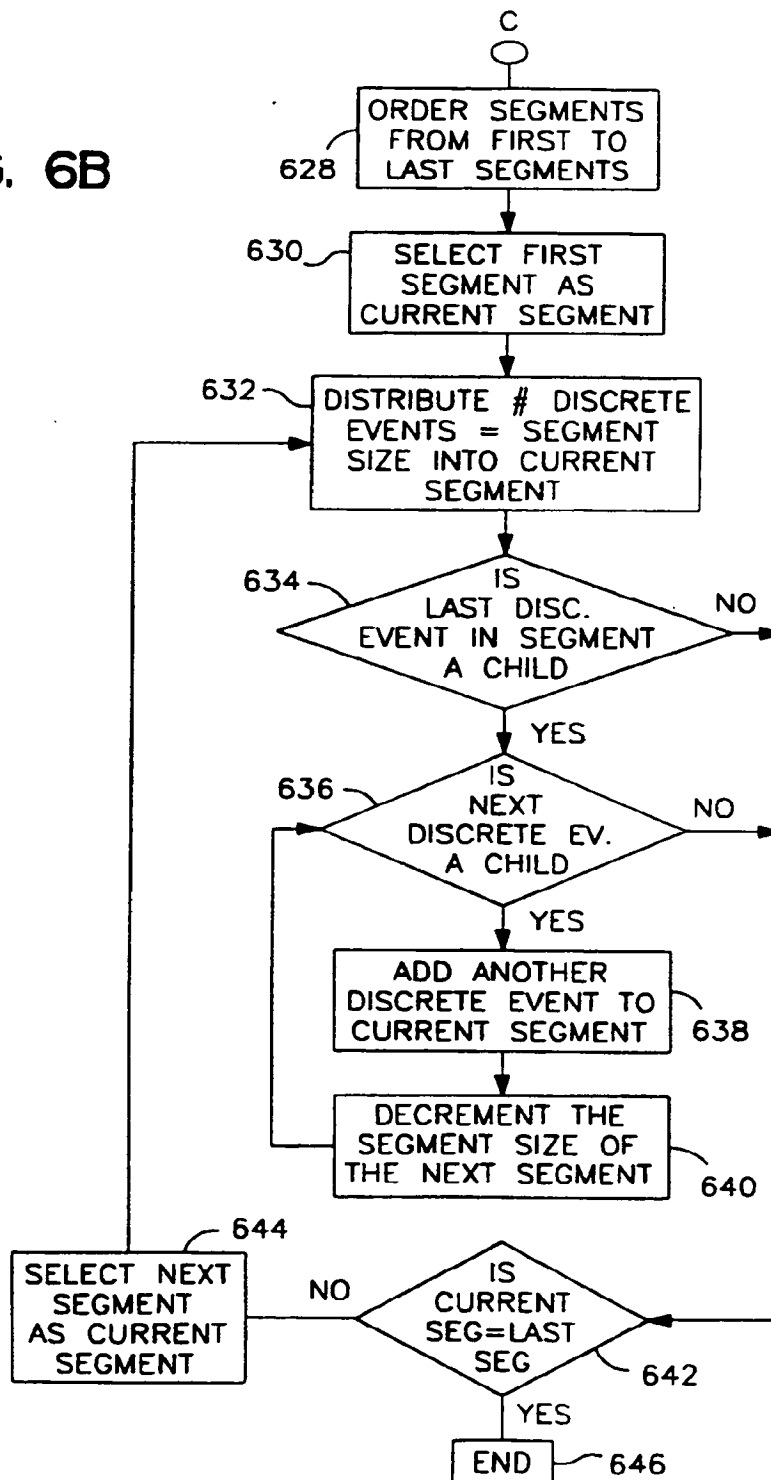 C
ORDER SEGMENTS
FROM FIRST TO
LAST SEGMENTS
628
. 6B
630
SELECT FIRST
SEGMENT AS
CURRENT SEGMENT
632
DISTRIBUTE # DISCRETE
EVENTS = SEGMENT
SIZE INTO CURRENT
SEGMENT
634
IS
LAST DISC.
EVENT IN SEGMENT
A CHILD
NO
YES
636
IS
NEXT
DISCRETE EV.
A CHILD
NO
YES
ADD ANOTHER
DISCRETE EVENT TO
CURRENT SEGMENT
638
DECREMENT THE
SEGMENT SIZE OF
THE NEXT SEGMENT
640
644
SELECT NEXT
SEGMENT
AS CURRENT
SEGMENT
NO
IS
CURRENT
SEG=LAST
SEG
642
YES
END
646